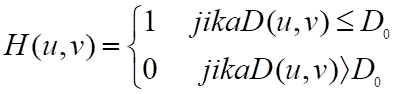 H(u,v) = { 1 jikaD(u,v) ≤ D₀
0 jikaD(u,v)⟩D₀